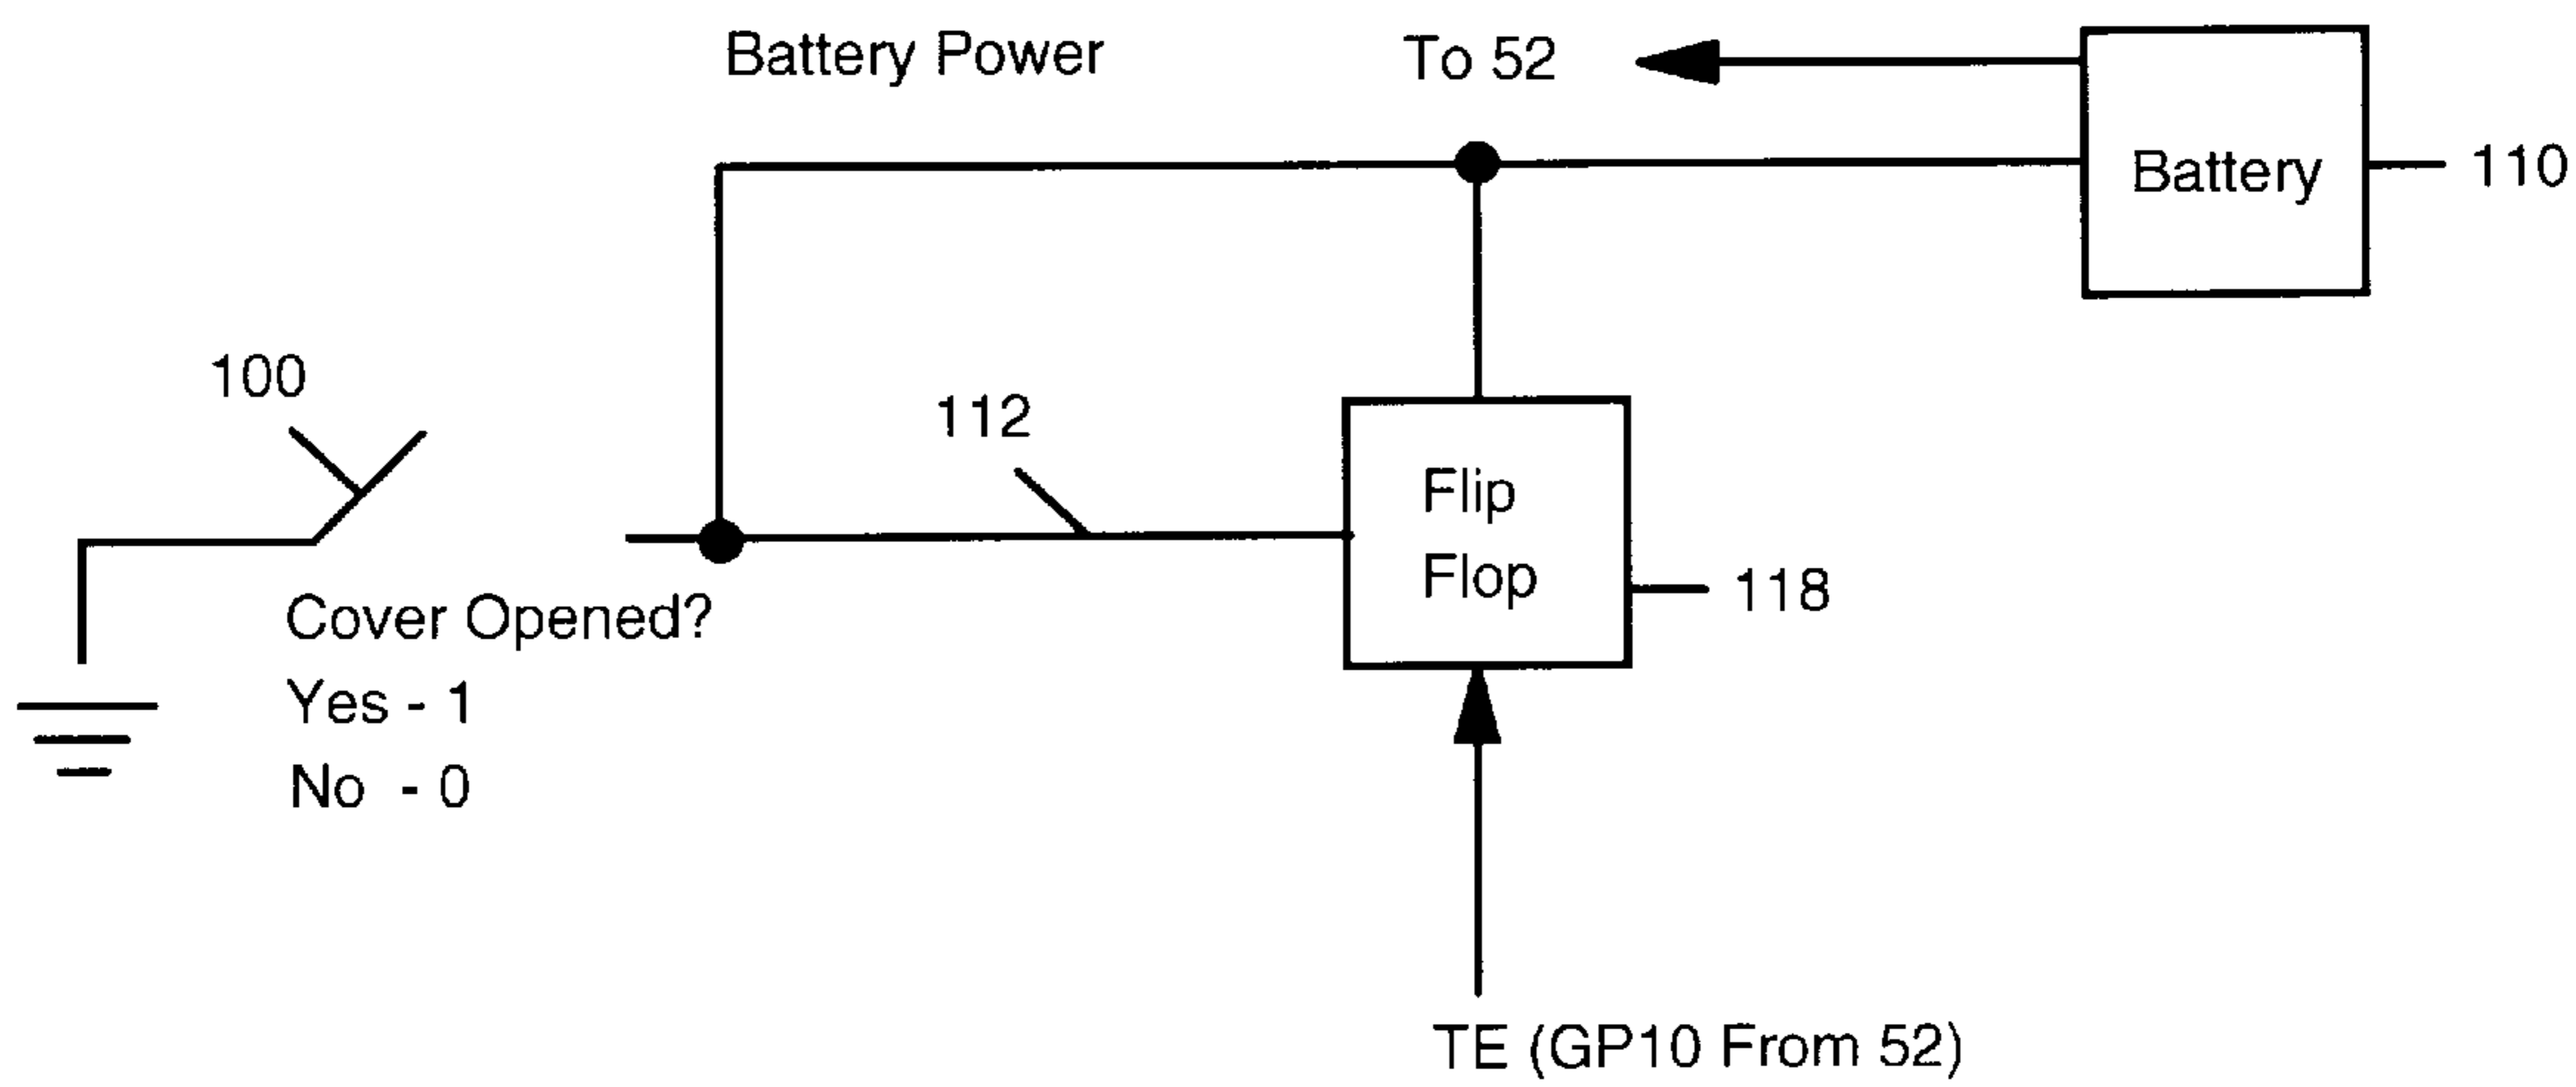 Battery Power
To 52
Battery
110
100
112
Flip
Flop
118
Cover Opened?
Yes - 1
No - 0
TE (GP10 From 52)